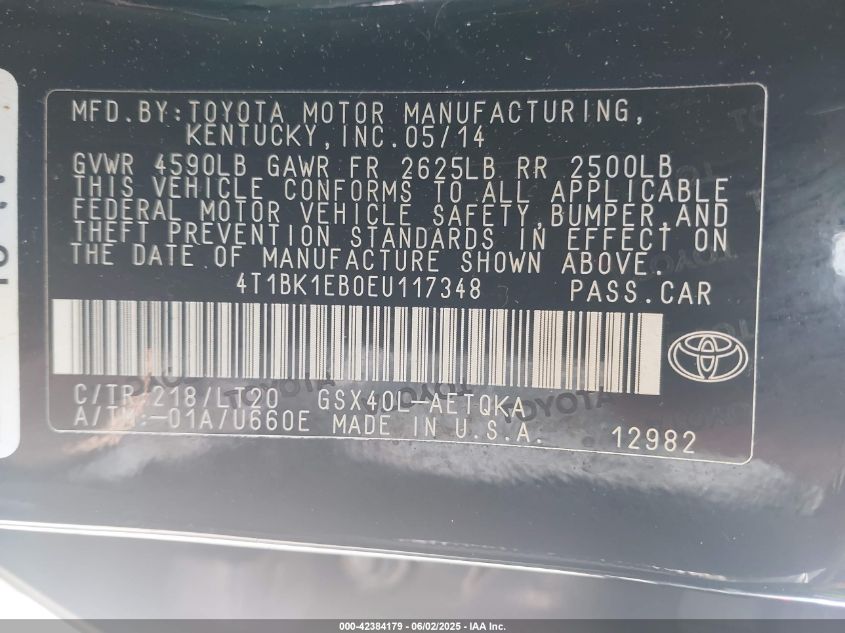 MFD.BY:TOYOTA MOTOR MANUFACTURING,
KENTUCKY,INC.05/14
GVWR 4590LB GAWR FR 2625LB RR 2500LB
THIS VEHICLE CONFORMS TO ALL APPLICABLE
FEDERAL MOTOR VEHICLE SAFETY,BUMPER,AND
THEFT PREVENTION STANDARDS IN EFFECT ON
THE DATE OF MANUFACTURE SHOWN ABOVE.
4T1BK1EB0EU117348 PASS.CAR
C/TR 218/LT20 GSX40L-AETQKA
A/TM -01A/U660E MADE IN U.S.A. 12982
TOYOTA TOYOTA TOYOTA
000-42384179 - 06/02/2025 - IAA Inc.